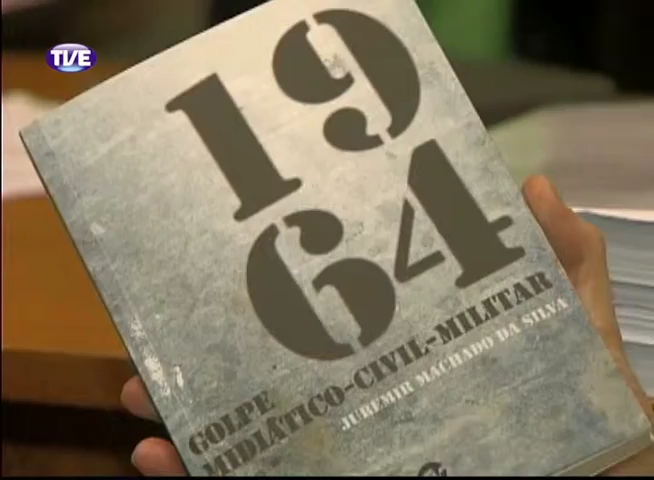 TVE
19
64
GOLPE
MIDIÁTICO-CIVIL-MILITAR
JUREMIR MACHADO DA SILVA